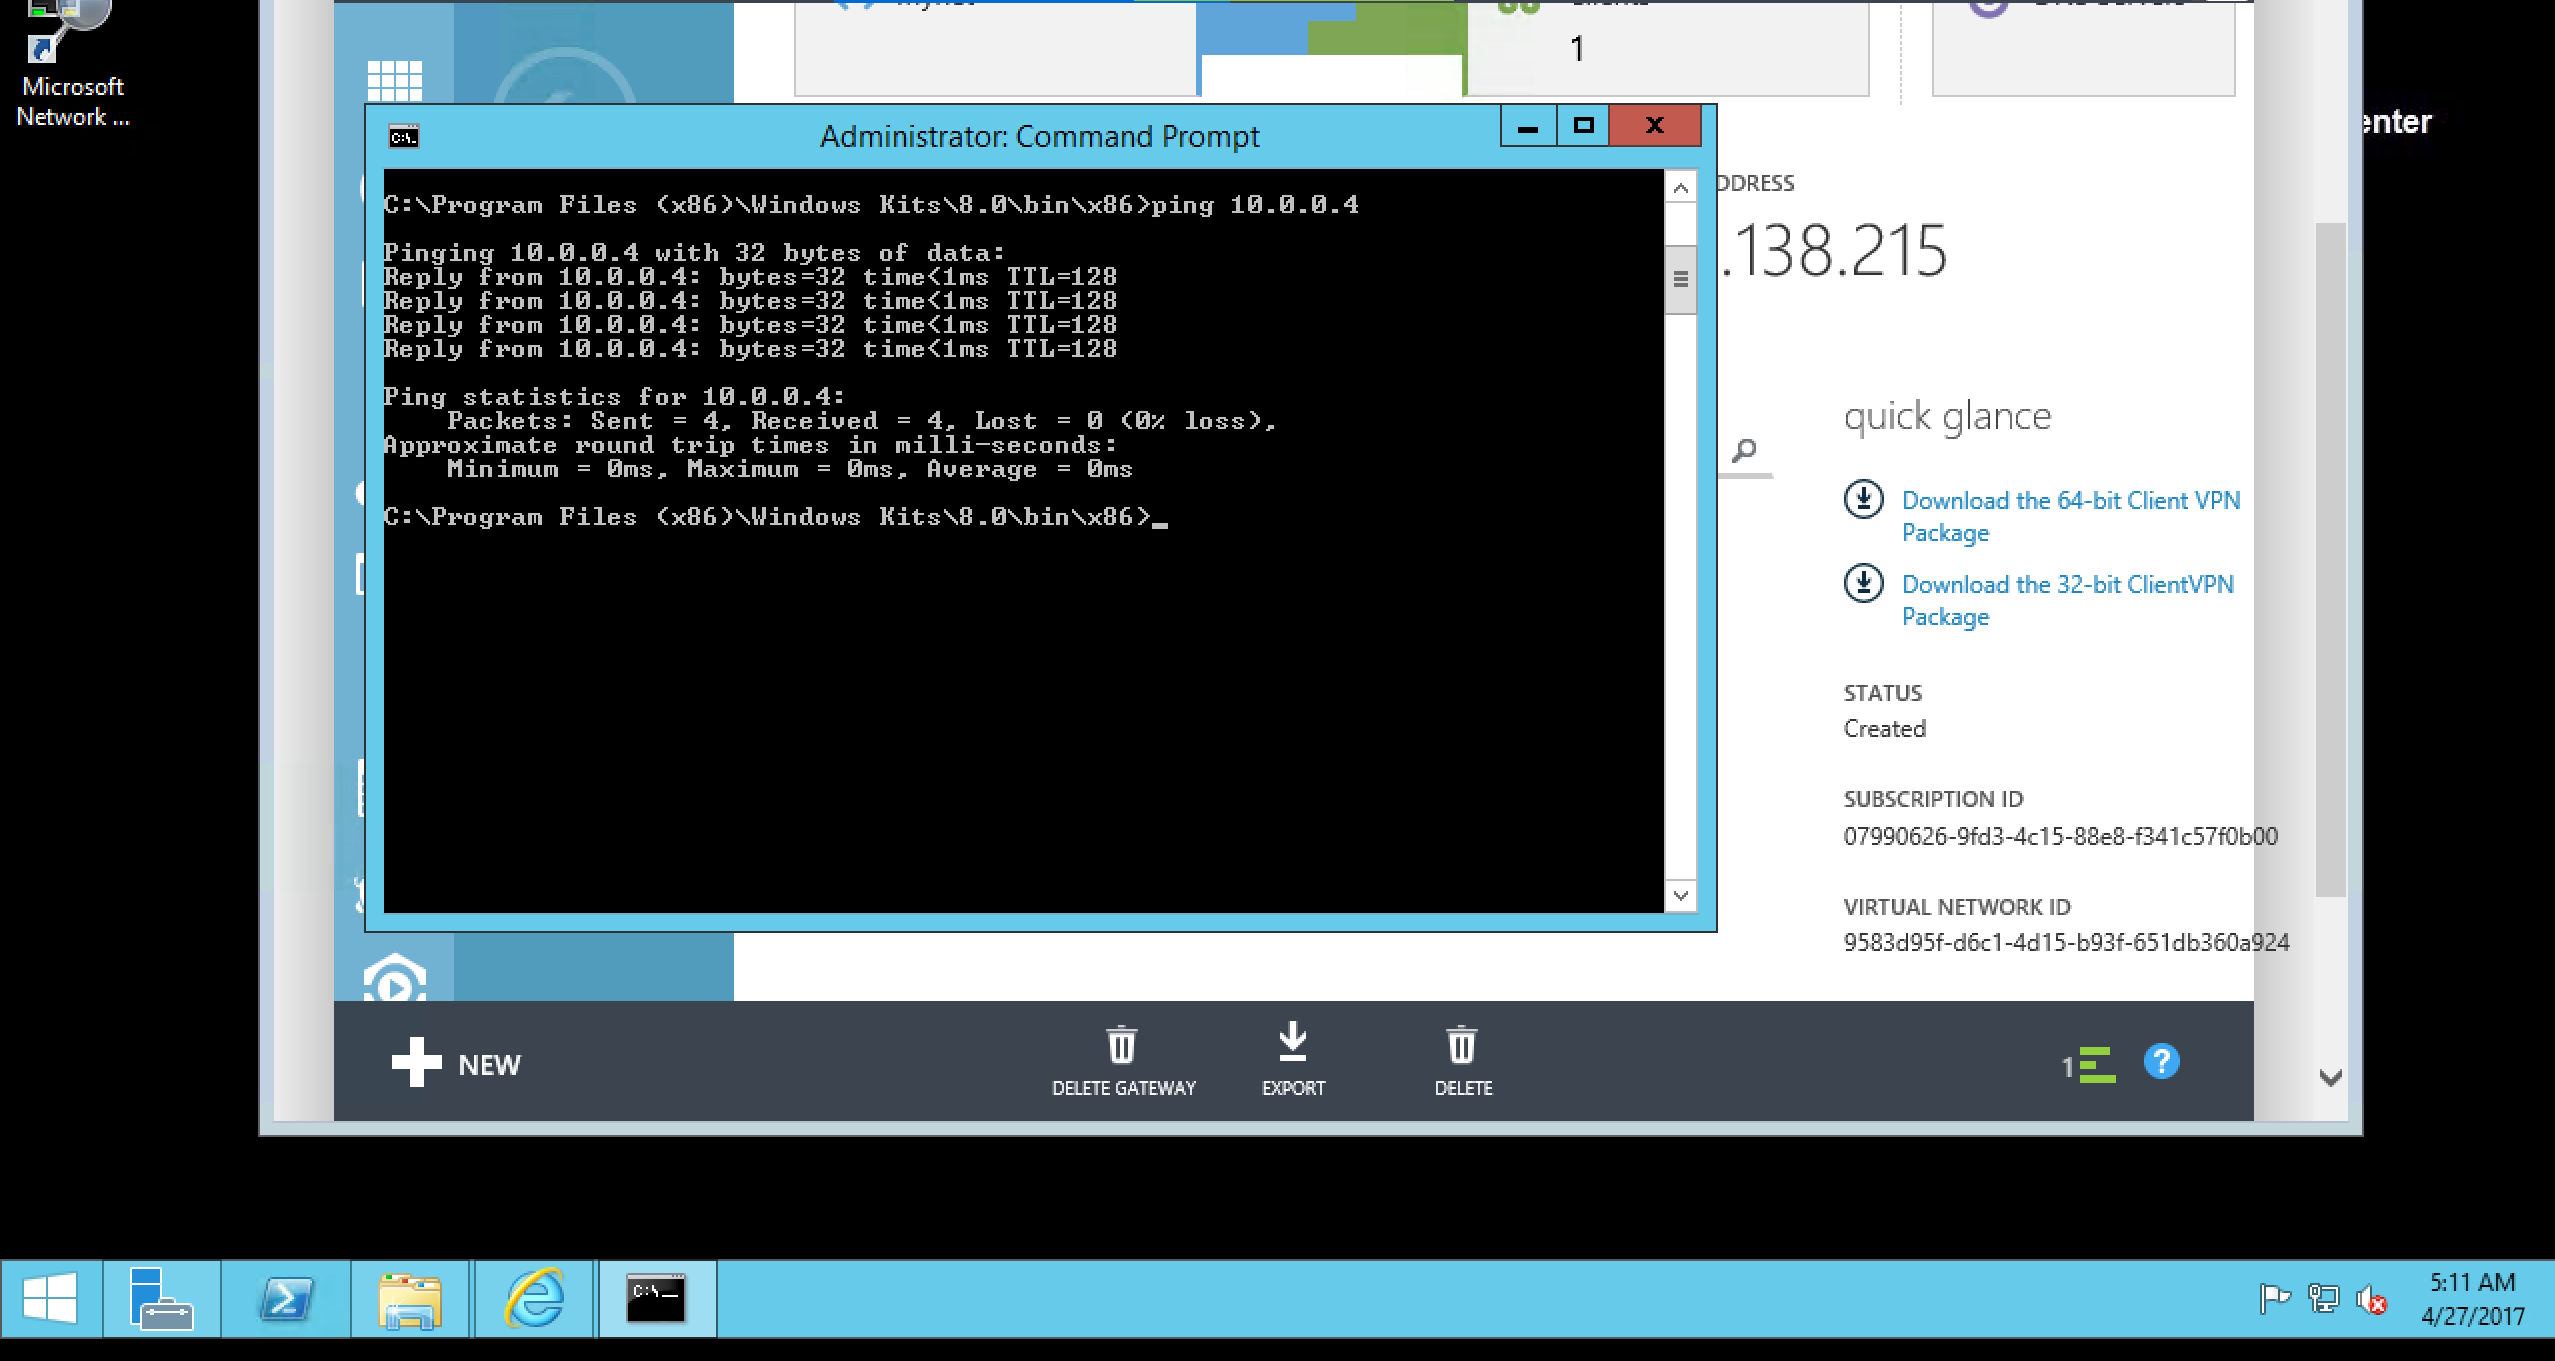 Microsoft
Network ...
1
enter
Administrator: Command Prompt
C:\Program Files (x86)\Windows Kits\8.0\bin\x86>ping 10.0.0.4
Pinging 10.0.0.4 with 32 bytes of data:
Reply from 10.0.0.4: bytes=32 time<1ms TTL=128
Reply from 10.0.0.4: bytes=32 time<1ms TTL=128
Reply from 10.0.0.4: bytes=32 time<1ms TTL=128
Reply from 10.0.0.4: bytes=32 time<1ms TTL=128
Ping statistics for 10.0.0.4:
Packets: Sent = 4, Received = 4, Lost = 0 (0% loss),
Approximate round trip times in milli-seconds:
Minimum = 0ms, Maximum = 0ms, Average = 0ms
C:\Program Files (x86)\Windows Kits\8.0\bin\x86>_
DDRESS
.138.215
quick glance
Download the 64-bit Client VPN
Package
Download the 32-bit ClientVPN
Package
STATUS
Created
SUBSCRIPTION ID
07990626-9fd3-4c15-88e8-f341c57f0b00
VIRTUAL NETWORK ID
9583d95f-d6c1-4d15-b93f-651db360a924
NEW
DELETE GATEWAY
EXPORT
DELETE
1
5:11 AM
4/27/2017